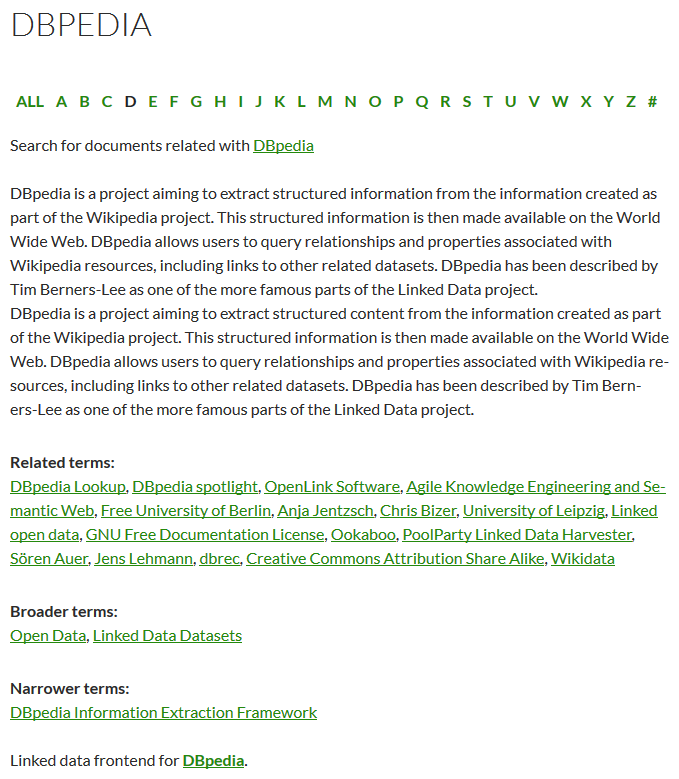 DBPEDIA
ALL A B C D E F G H I J K L M N O P Q R S T U V W X Y Z #
Search for documents related with DBpedia
DBpedia is a project aiming to extract structured information from the information created as
part of the Wikipedia project. This structured information is then made available on the World
Wide Web. DBpedia allows users to query relationships and properties associated with
Wikipedia resources, including links to other related datasets. DBpedia has been described by
Tim Berners-Lee as one of the more famous parts of the Linked Data project.
DBpedia is a project aiming to extract structured content from the information created as part
of the Wikipedia project. This structured information is then made available on the World Wide
Web. DBpedia allows users to query relationships and properties associated with Wikipedia re-
sources, including links to other related datasets. DBpedia has been described by Tim Bern-
ers-Lee as one of the more famous parts of the Linked Data project.
Related terms:
DBpedia Lookup, DBpedia spotlight, OpenLink Software, Agile Knowledge Engineering and Se-
mantic Web, Free University of Berlin, Anja Jentzsch, Chris Bizer, University of Leipzig, Linked
open data, GNU Free Documentation License, Ookaboo, PoolParty Linked Data Harvester,
Sören Auer, Jens Lehmann, dbrec, Creative Commons Attribution Share Alike, Wikidata
Broader terms:
Open Data, Linked Data Datasets
Narrower terms:
DBpedia Information Extraction Framework
Linked data frontend for DBpedia.